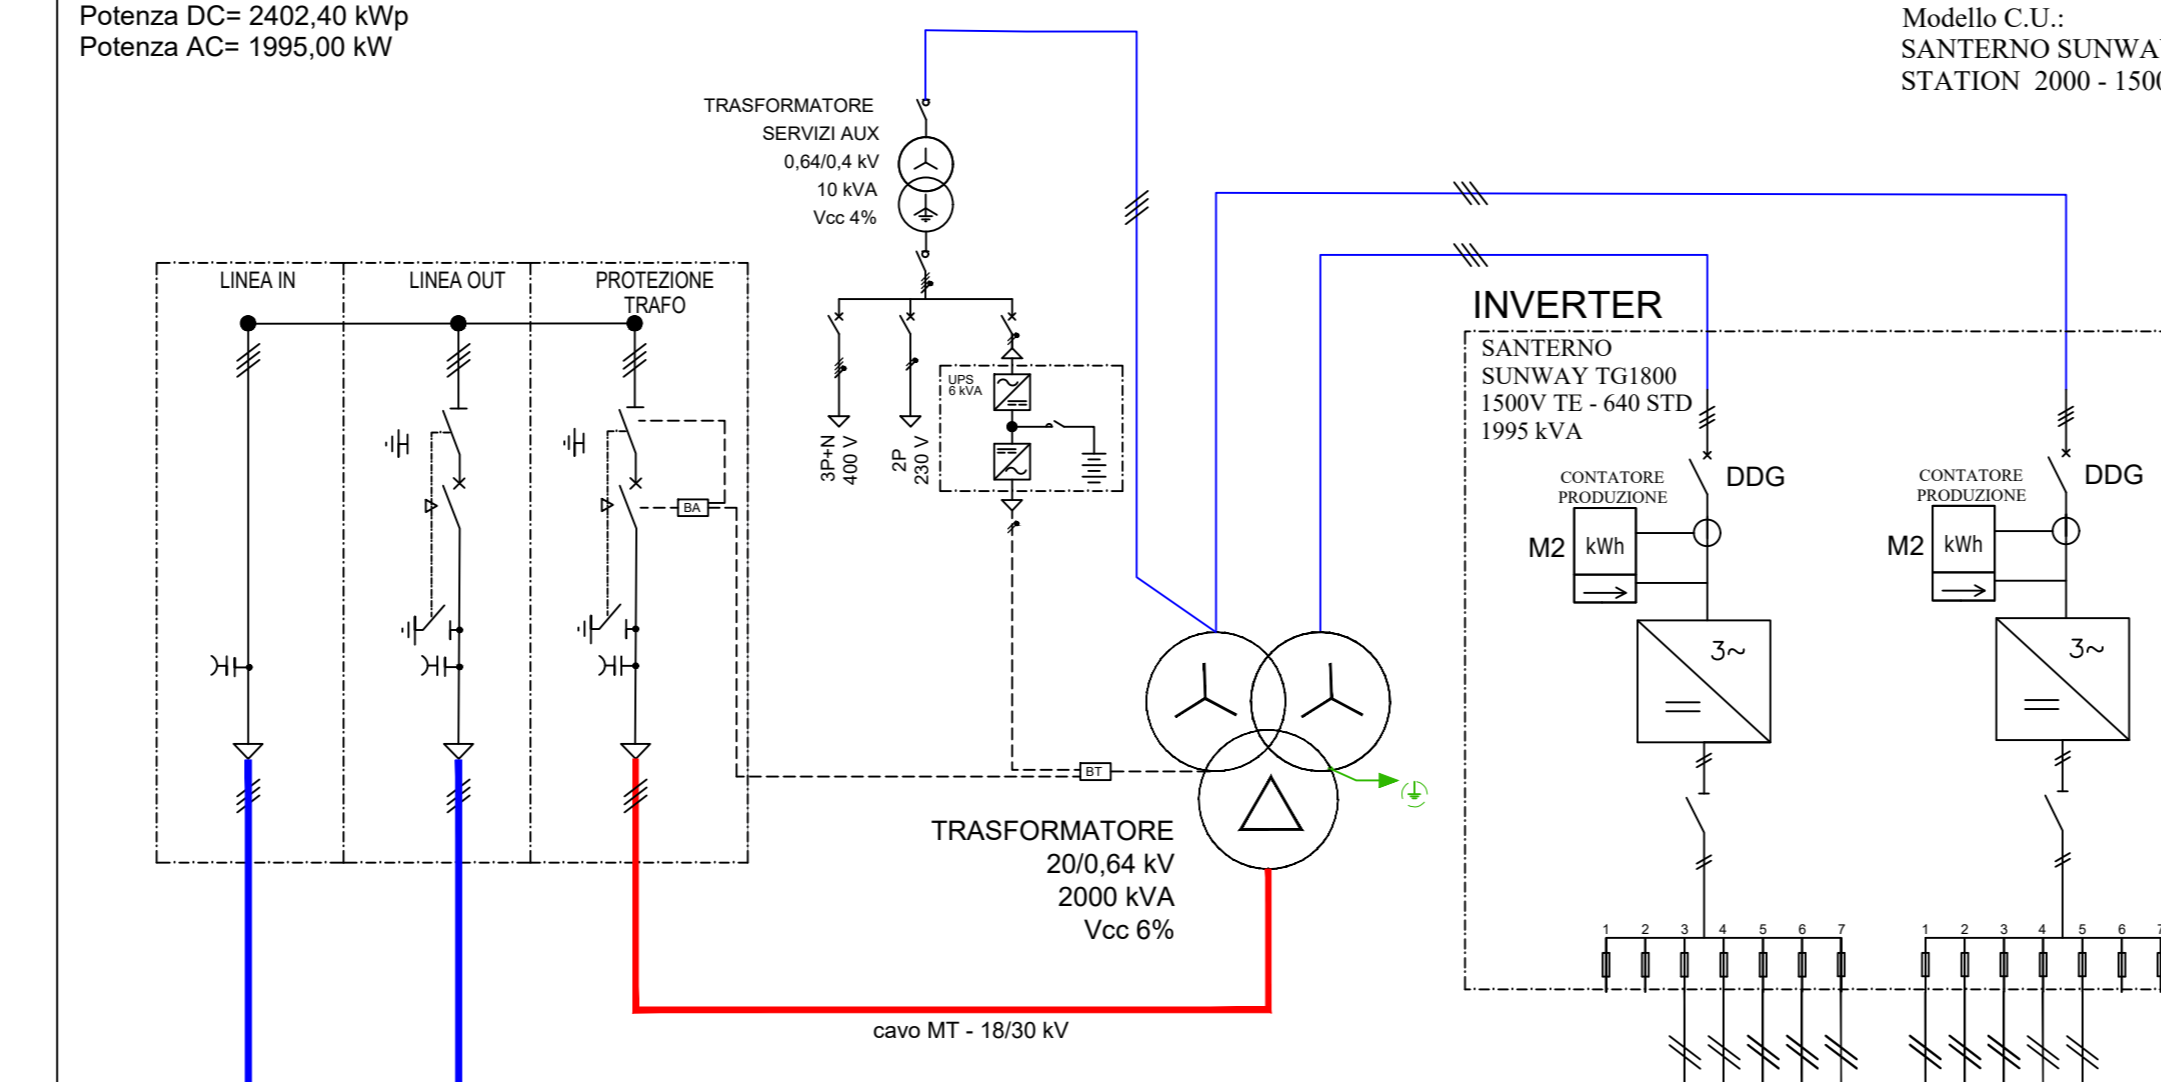 Potenza DC= 2402,40 kWp
Potenza AC= 1995,00 kW
Modello C.U.:
SANTERNO SUNWAY
STATION 2000 - 1500
TRASFORMATORE
SERVIZI AUX
0,64/0,4 kV
10 kVA
Vcc 4%
LINEA IN
LINEA OUT
PROTEZIONE
TRAFO
BA
UPS
6 kVA
3P+N
400 V
2P
230 V
INVERTER
SANTERNO
SUNWAY TG1800
1500V TE - 640 STD
1995 kVA
CONTATORE
PRODUZIONE
DDG
M2
kWh
3~
CONTATORE
PRODUZIONE
DDG
M2
kWh
3~
BT
TRASFORMATORE
20/0,64 kV
2000 kVA
Vcc 6%
1 2 3 4 5 6 7
1 2 3 4 5 6 7
cavo MT - 18/30 kV